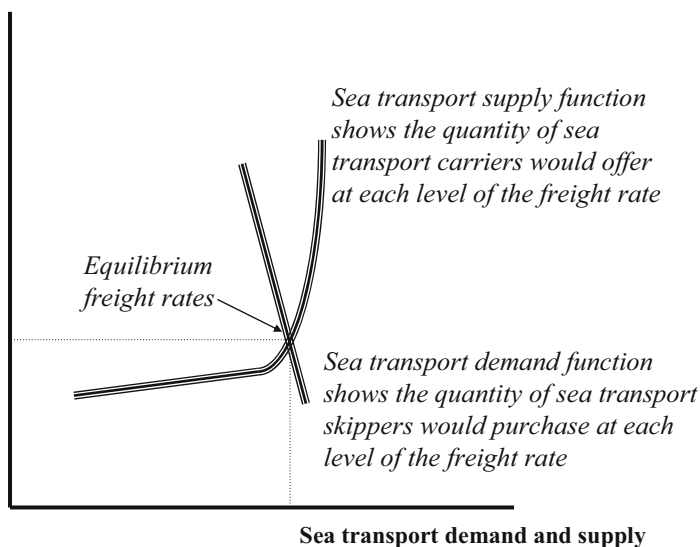 Sea transport supply function
shows the quantity of sea
transport carriers would offer
at each level of the freight rate
Equilibrium
freight rates
Sea transport demand function
shows the quantity of sea transport
skippers would purchase at each
level of the freight rate
Sea transport demand and supply